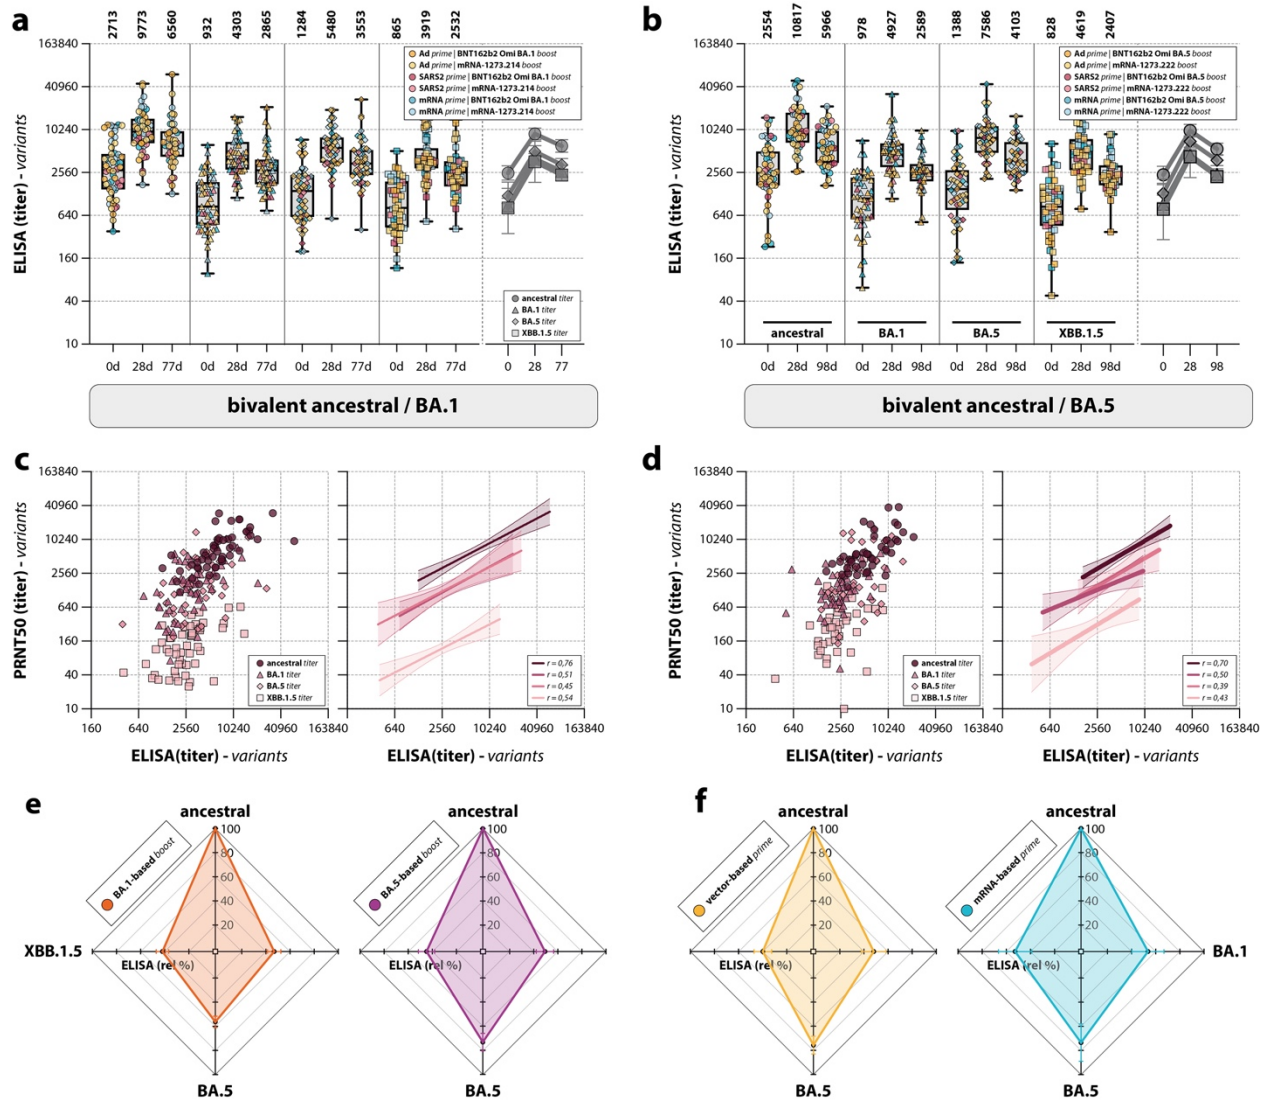 a
2713 9773 6560 932 4303 2865 1284 5480 3553 865 3919 2532
163840
40960
10240
2560
640
160
40
10
ELISA (titer) - variants
Ad prime | BNT162b2 Omi BA.1 boost
Ad prime | mRNA-1273.214 boost
SARS2 prime | BNT162b2 Omi BA.1 boost
SARS2 prime | mRNA-1273.214 boost
mRNA prime | BNT162b2 Omi BA.1 boost
mRNA prime | mRNA-1273.214 boost
ancestral titer
BA.1 titer
BA.5 titer
XBB.1.5 titer
0d 28d 77d 0d 28d 77d 0d 28d 77d 0d 28d 77d 0 28 77
bivalent ancestral / BA.1
b
2554 10817 5966 978 4927 2589 1388 7586 4103 828 4619 2407
163840
40960
10240
2560
640
160
40
10
ELISA (titer) - variants
Ad prime | BNT162b2 Omi BA.5 boost
Ad prime | mRNA-1273.222 boost
SARS2 prime | BNT162b2 Omi BA.5 boost
SARS2 prime | mRNA-1273.222 boost
mRNA prime | BNT162b2 Omi BA.5 boost
mRNA prime | mRNA-1273.222 boost
ancestral BA.1 BA.5 XBB.1.5
0d 28d 98d 0d 28d 98d 0d 28d 98d 0d 28d 98d 0 28 98
bivalent ancestral / BA.5
c
163840
40960
10240
2560
640
160
40
10
PRNT50 (titer) - variants
ancestral titer
BA.1 titer
BA.5 titer
XBB.1.5 titer
r = 0,76
r = 0,51
r = 0,45
r = 0,54
160 640 2560 10240 40960 163840 640 2560 10240 40960 163840
ELISA(titer) - variants ELISA(titer) - variants
d
163840
40960
10240
2560
640
160
40
10
PRNT50 (titer) - variants
ancestral titer
BA.1 titer
BA.5 titer
XBB.1.5 titer
r = 0,70
r = 0,50
r = 0,39
r = 0,43
160 640 2560 10240 40960 163840 640 2560 10240 40960 163840
ELISA(titer) - variants ELISA(titer) - variants
e
ancestral ancestral
BA.1-based boost
BA.5-based boost
100 100
80 80
60 60
40 40
20 20
XBB.1.5
ELISA (rel %) ELISA (rel %)
BA.5 BA.5
f
ancestral ancestral
vector-based prime
mRNA-based prime
100 100
80 80
60 60
40 40
20 20
BA.1
ELISA (rel %) ELISA (rel %)
BA.5 BA.5